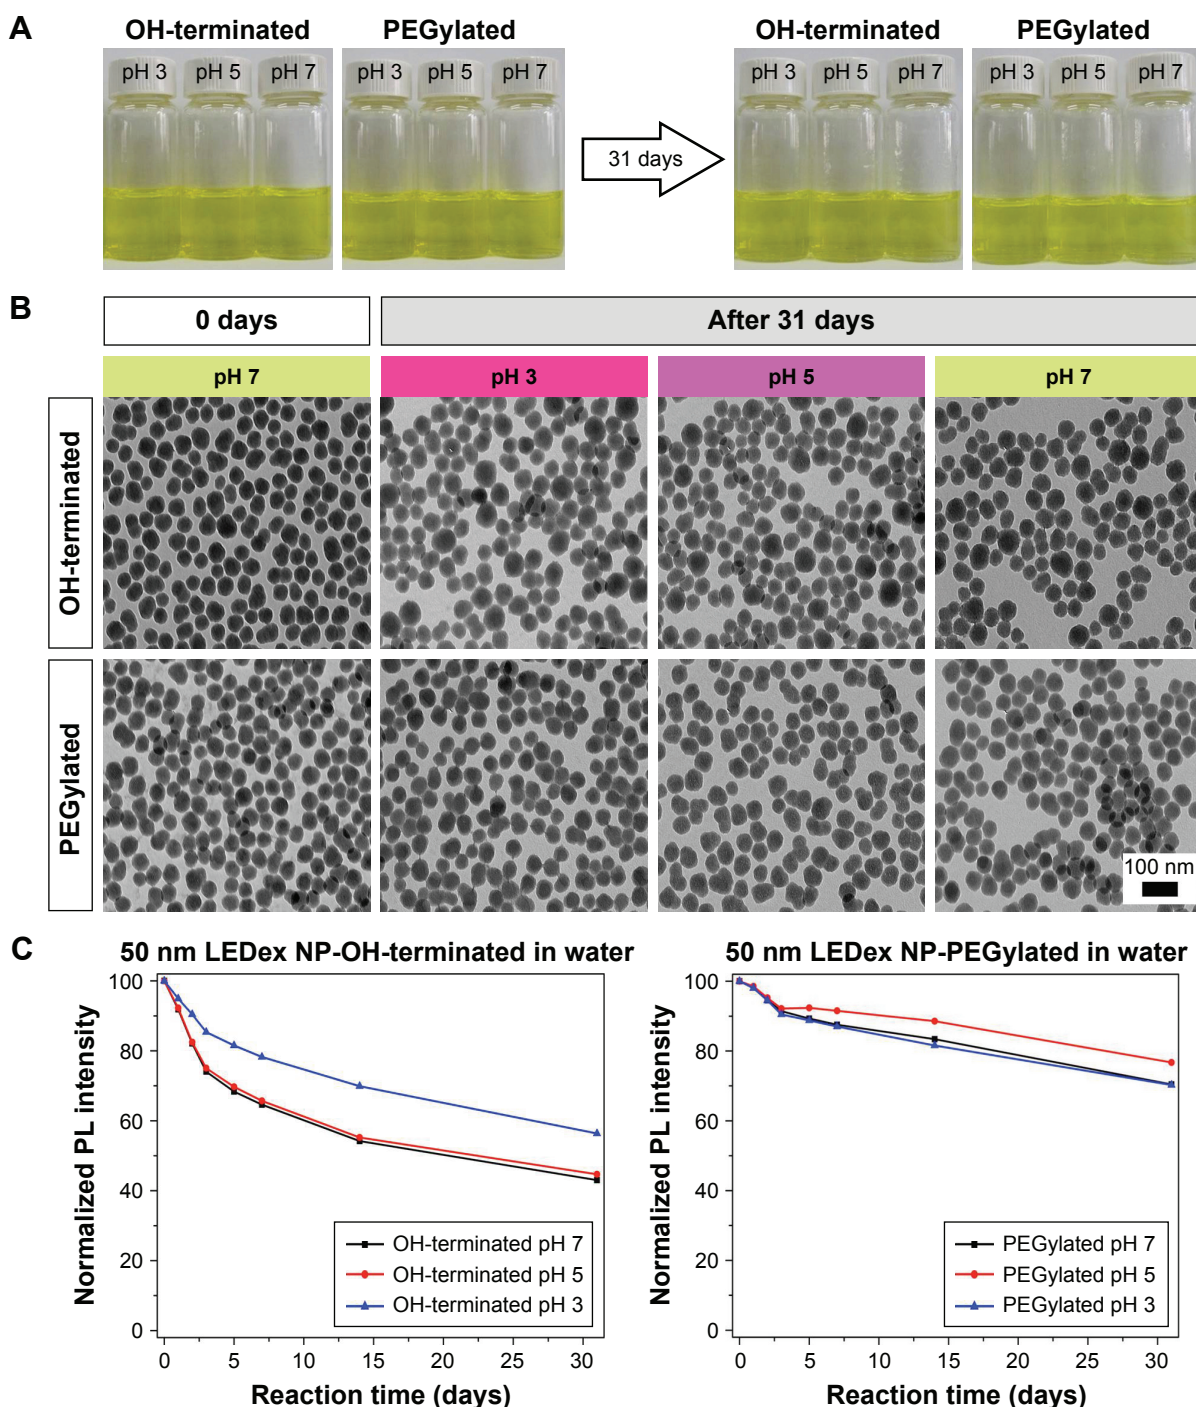 A
OH-terminated
PEGylated
OH-terminated
PEGylated
pH 3
pH 5
pH 7
pH 3
pH 5
pH 7
31 days
pH 3
pH 5
pH 7
pH 3
pH 5
pH 7
B
0 days
After 31 days
pH 7
pH 3
pH 5
pH 7
OH-terminated
PEGylated
100 nm
C
50 nm LEDex NP-OH-terminated in water
Normalized PL intensity
100
80
60
40
20
0
OH-terminated pH 7
OH-terminated pH 5
OH-terminated pH 3
0
5
10
15
20
25
30
Reaction time (days)
50 nm LEDex NP-PEGylated in water
Normalized PL intensity
100
80
60
40
20
0
PEGylated pH 7
PEGylated pH 5
PEGylated pH 3
0
5
10
15
20
25
30
Reaction time (days)